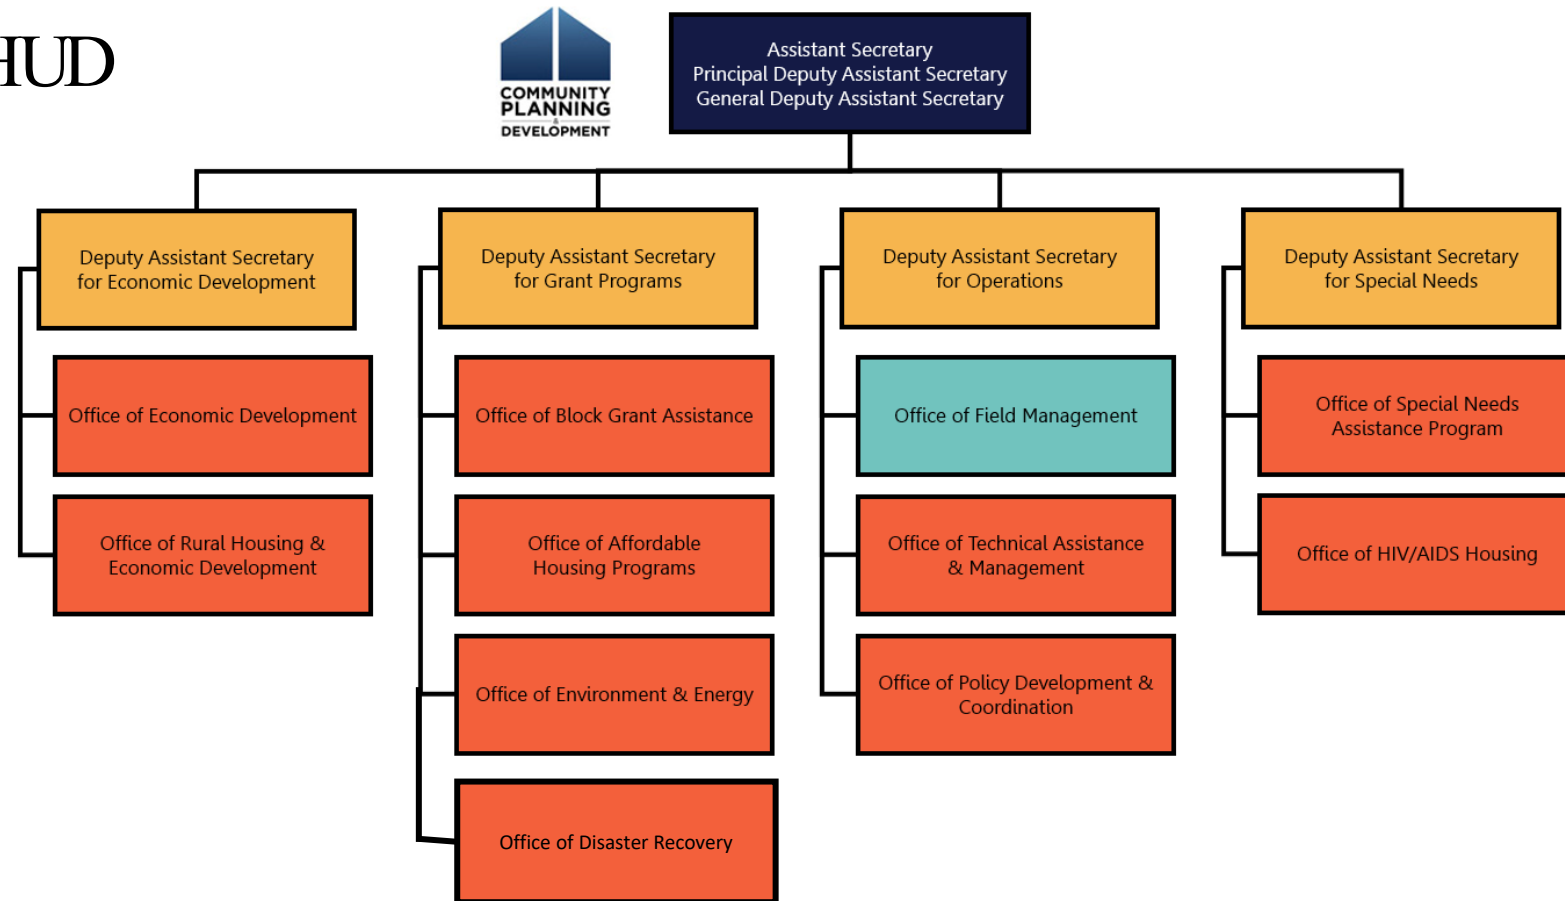 HUD
COMMUNITY
PLANNING
&
DEVELOPMENT
Assistant Secretary
Principal Deputy Assistant Secretary
General Deputy Assistant Secretary
Deputy Assistant Secretary
for Economic Development
Office of Economic Development
Office of Rural Housing &
Economic Development
Deputy Assistant Secretary
for Grant Programs
Office of Block Grant Assistance
Office of Affordable
Housing Programs
Office of Environment & Energy
Office of Disaster Recovery
Deputy Assistant Secretary
for Operations
Office of Field Management
Office of Technical Assistance
& Management
Office of Policy Development &
Coordination
Deputy Assistant Secretary
for Special Needs
Office of Special Needs
Assistance Program
Office of HIV/AIDS Housing